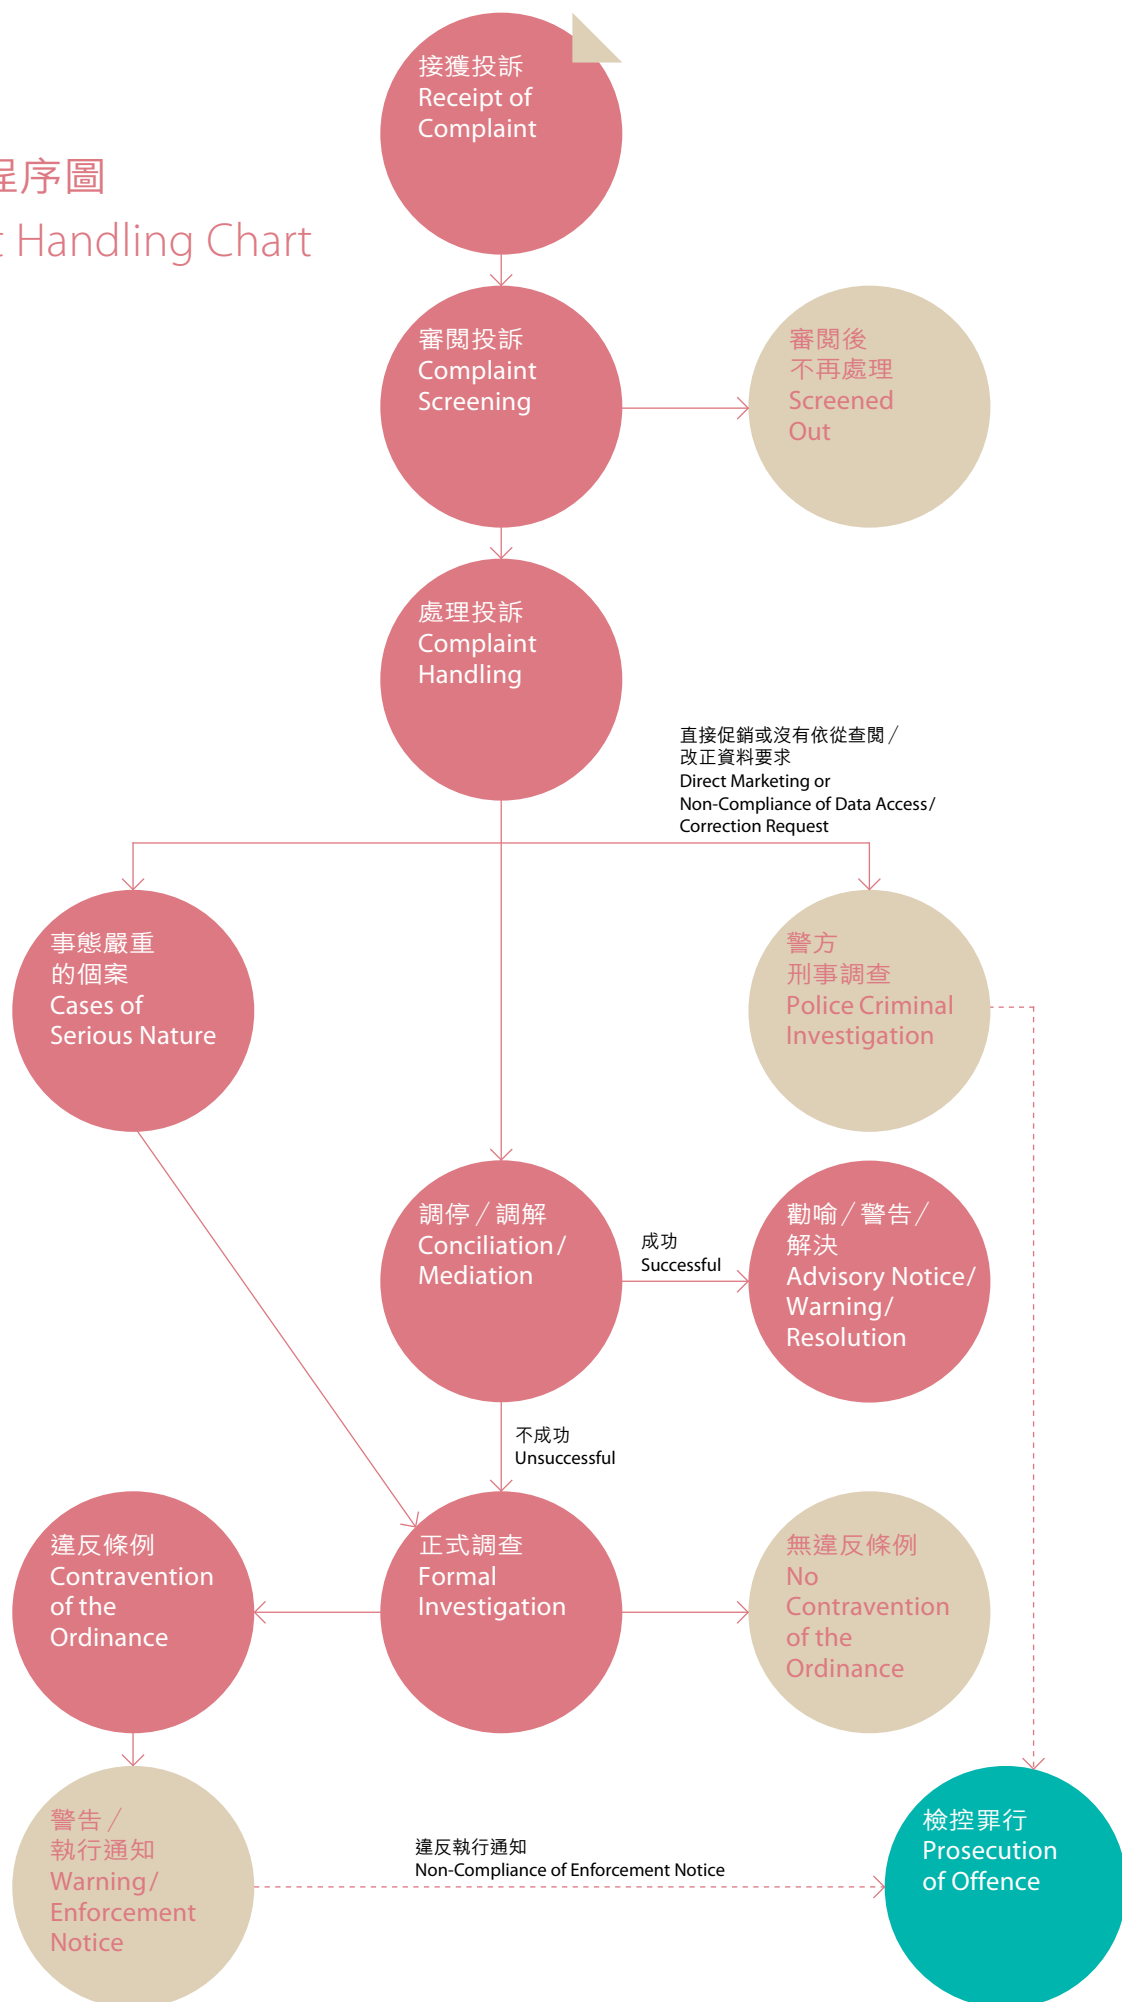 接獲投訴
Receipt of
Complaint
程序圖
t Handling Chart
審閱投訴
Complaint
Screening
審閱後
不再處理
Screened
Out
處理投訴
Complaint
Handling
直接促銷或沒有依從查閱/
改正資料要求
Direct Marketing or
Non-Compliance of Data Access/
Correction Request
事態嚴重
的個案
Cases of
Serious Nature
警方
刑事調查
Police Criminal
Investigation
調停/調解
Conciliation/
Mediation
成功
Successful
勸喻/警告/
解決
Advisory Notice/
Warning/
Resolution
不成功
Unsuccessful
違反條例
Contravention
of the
Ordinance
正式調查
Formal
Investigation
無違反條例
No
Contravention
of the
Ordinance
警告/
執行通知
Warning/
Enforcement
Notice
違反執行通知
Non-Compliance of Enforcement Notice
檢控罪行
Prosecution
of Offence